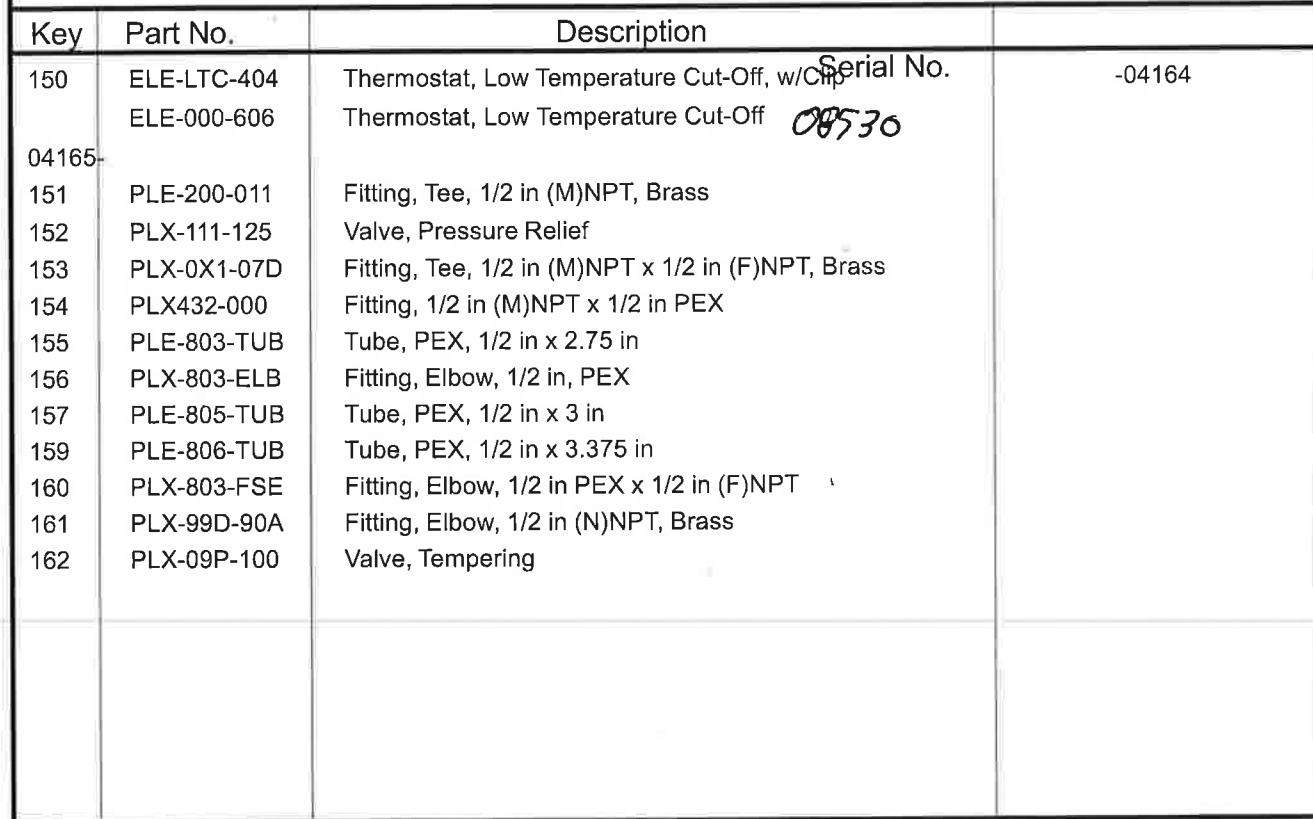 Key Part No. Description
Serial No.
150 ELE-LTC-404 Thermostat, Low Temperature Cut-Off, w/Clip -04164
ELE-000-606 Thermostat, Low Temperature Cut-Off 08530
04165-
151 PLE-200-011 Fitting, Tee, 1/2 in (M)NPT, Brass
152 PLX-111-125 Valve, Pressure Relief
153 PLX-0X1-07D Fitting, Tee, 1/2 in (M)NPT x 1/2 in (F)NPT, Brass
154 PLX432-000 Fitting, 1/2 in (M)NPT x 1/2 in PEX
155 PLE-803-TUB Tube, PEX, 1/2 in x 2.75 in
156 PLX-803-ELB Fitting, Elbow, 1/2 in, PEX
157 PLE-805-TUB Tube, PEX, 1/2 in x 3 in
159 PLE-806-TUB Tube, PEX, 1/2 in x 3.375 in
160 PLX-803-FSE Fitting, Elbow, 1/2 in PEX x 1/2 in (F)NPT
161 PLX-99D-90A Fitting, Elbow, 1/2 in (N)NPT, Brass
162 PLX-09P-100 Valve, Tempering